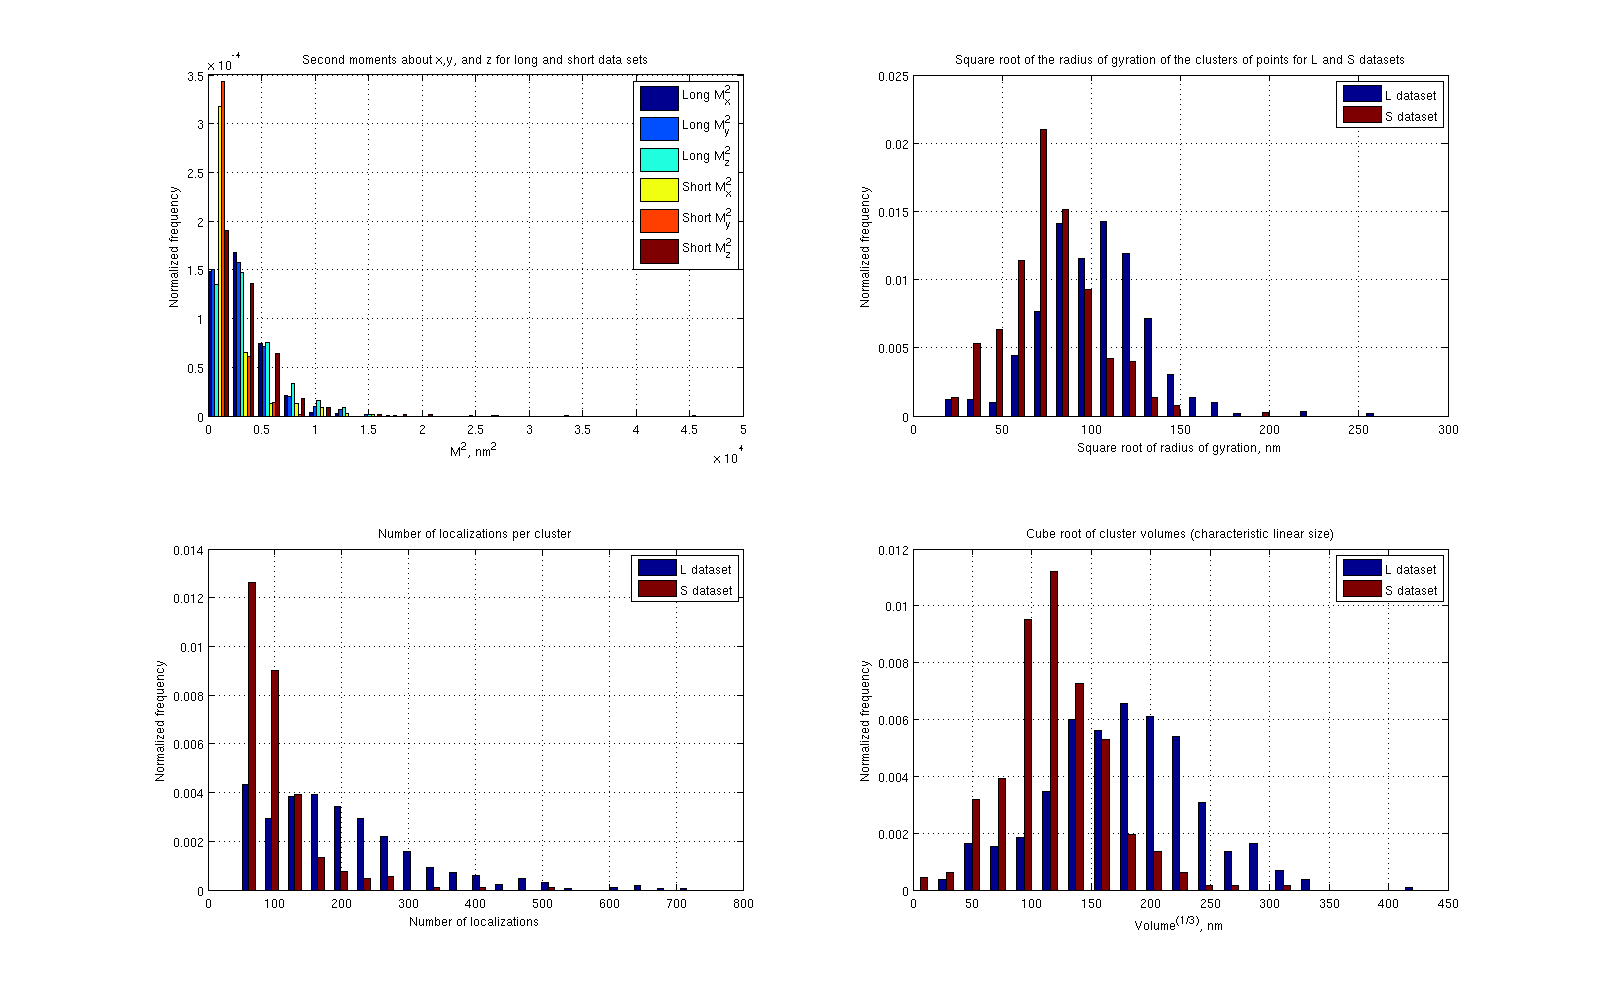 Second moments about x,y, and z for long and short data sets
x 10^-4
3.5
3
2.5
2
1.5
1
0.5
0
Normalized frequency
Long M²x
Long M²y
Long M²z
Short M²x
Short M²y
Short M²z
0 0.5 1 1.5 2 2.5 3 3.5 4 4.5 5
M², nm²
x 10^4
Square root of the radius of gyration of the clusters of points for L and S datasets
0.025
0.02
0.015
0.01
0.005
0
Normalized frequency
L dataset
S dataset
0 50 100 150 200 250 300
Square root of radius of gyration, nm
Number of localizations per cluster
0.014
0.012
0.01
0.008
0.006
0.004
0.002
0
Normalized frequency
L dataset
S dataset
0 100 200 300 400 500 600 700 800
Number of localizations
Cube root of cluster volumes (characteristic linear size)
0.012
0.01
0.008
0.006
0.004
0.002
0
Normalized frequency
L dataset
S dataset
0 50 100 150 200 250 300 350 400 450
Volume^(1/3), nm